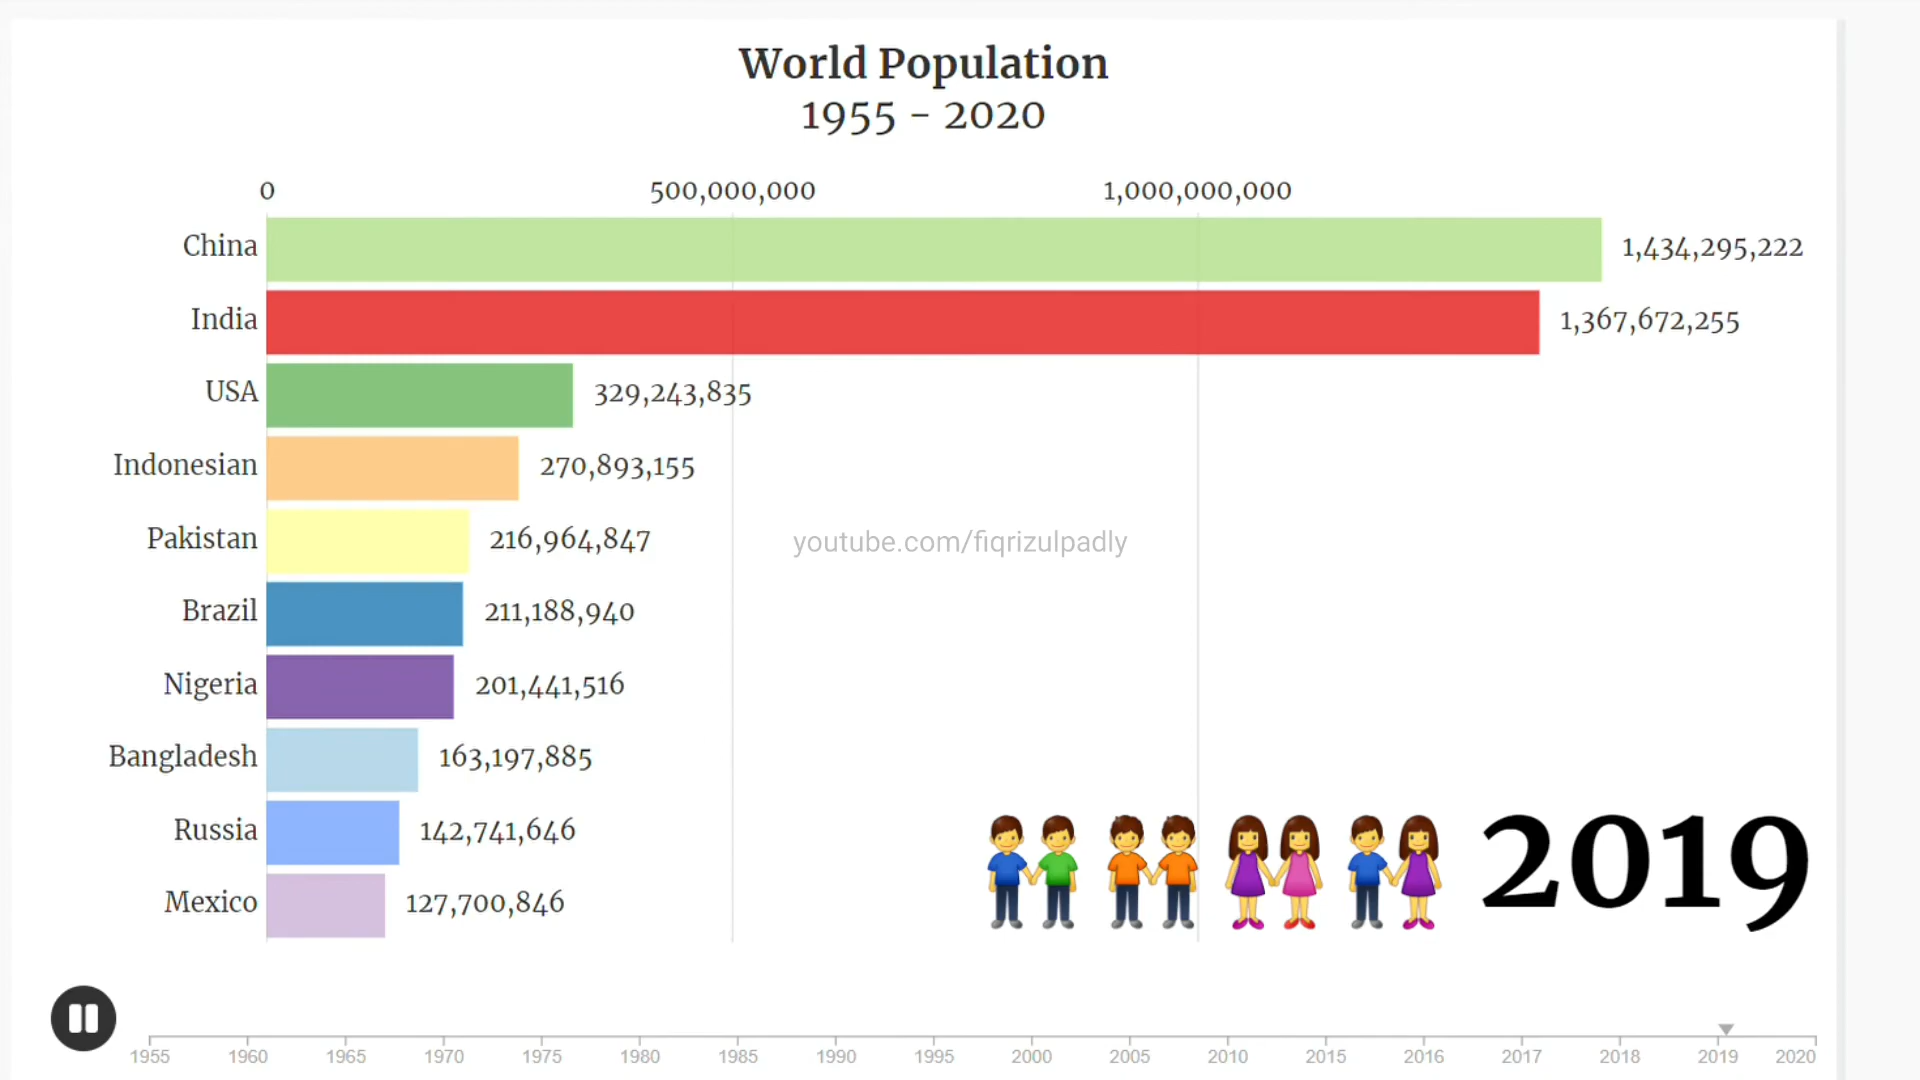 World Population
1955 - 2020
0 500,000,000 1,000,000,000
China 1,434,295,222
India 1,367,672,255
USA 329,243,835
Indonesian 270,893,155
Pakistan 216,964,847
youtube.com/fiqrizulpadly
Brazil 211,188,940
Nigeria 201,441,516
Bangladesh 163,197,885
Russia 142,741,646
Mexico 127,700,846
2019
1955 1960 1965 1970 1975 1980 1985 1990 1995 2000 2005 2010 2015 2016 2017 2018 2019 2020